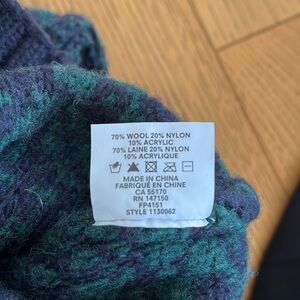 70% WOOL 20% NYLON
10% ACRYLIC
70% LAINE 20% NYLON
10% ACRYLIQUE
MADE IN CHINA
FABRIQUÉ EN CHINE
CA 55170
RN 147150
FP4151
STYLE 1130062